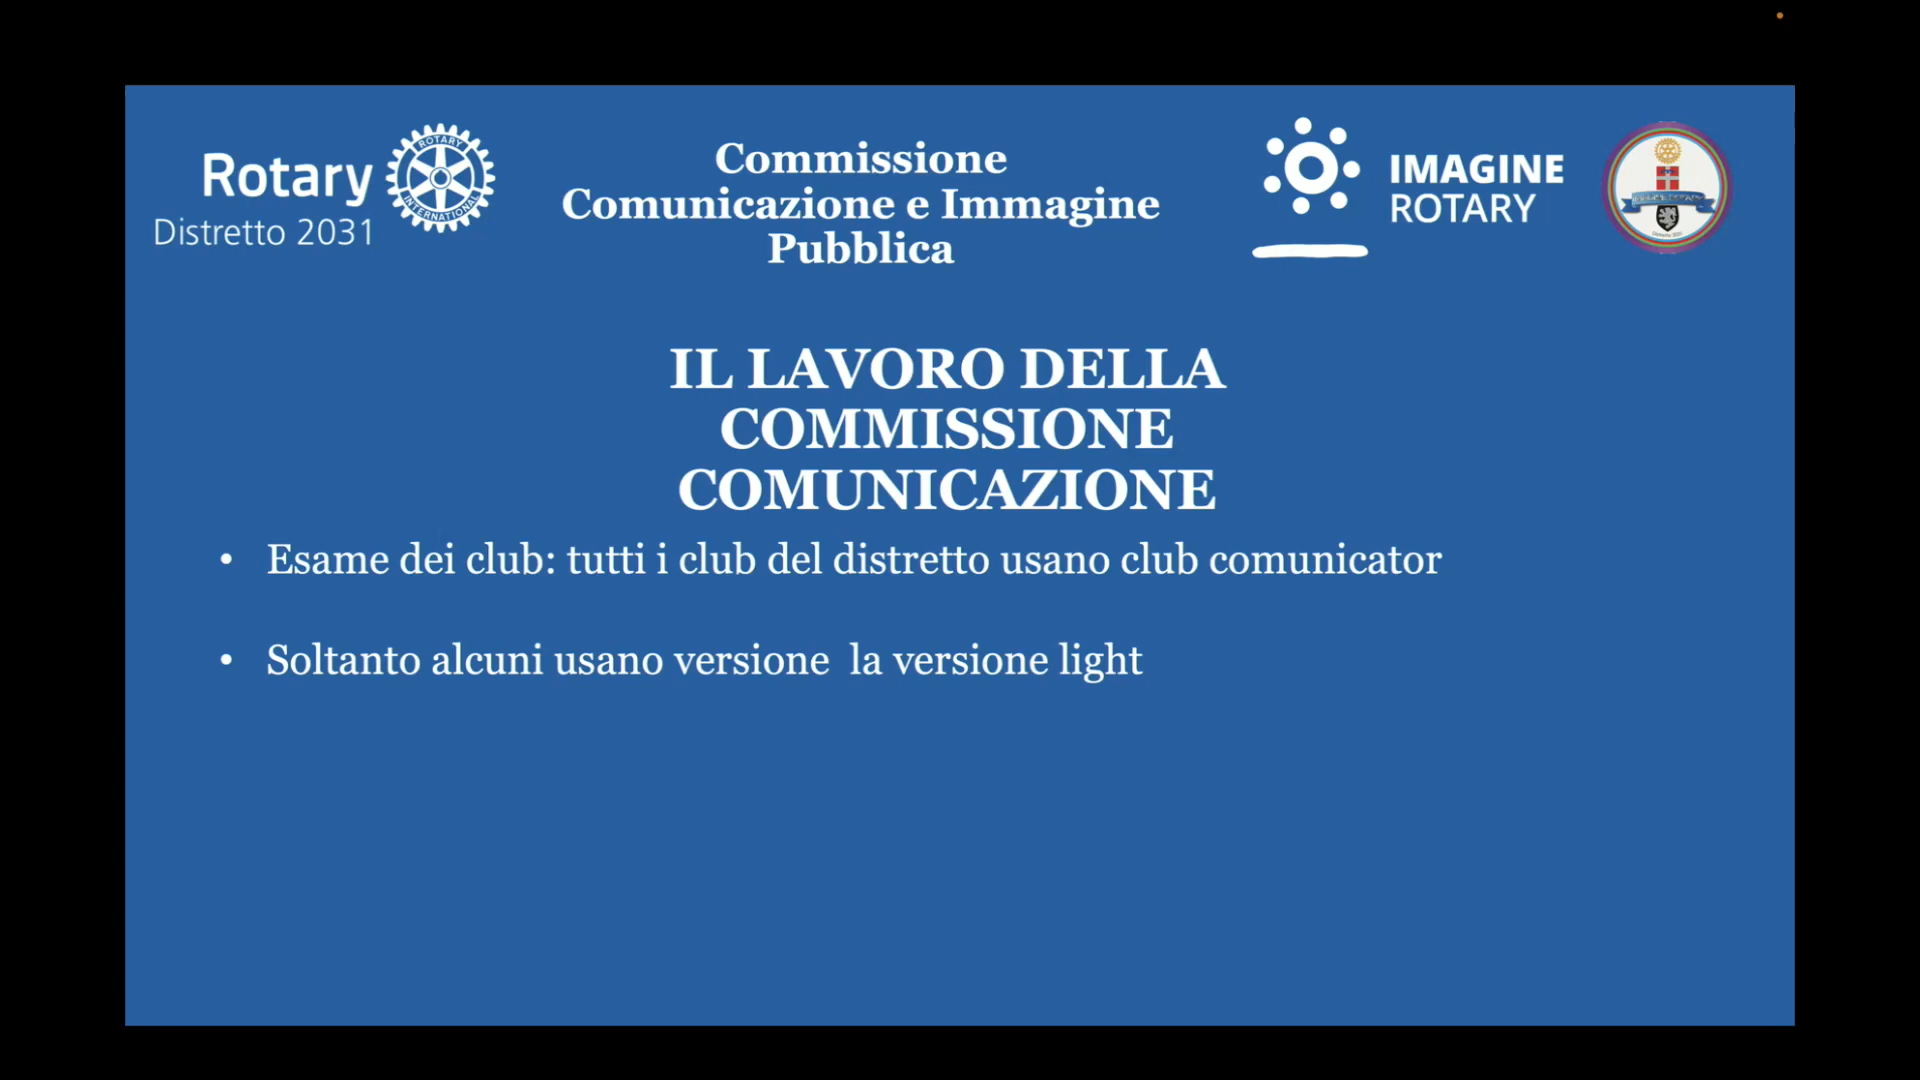 Rotary
Distretto 2031
ROTARY
INTERNATIONAL
Commissione
Comunicazione e Immagine
Pubblica
IMAGINE
ROTARY
IL LAVORO DELLA
COMMISSIONE
COMUNICAZIONE
• Esame dei club: tutti i club del distretto usano club comunicator
• Soltanto alcuni usano versione  la versione light